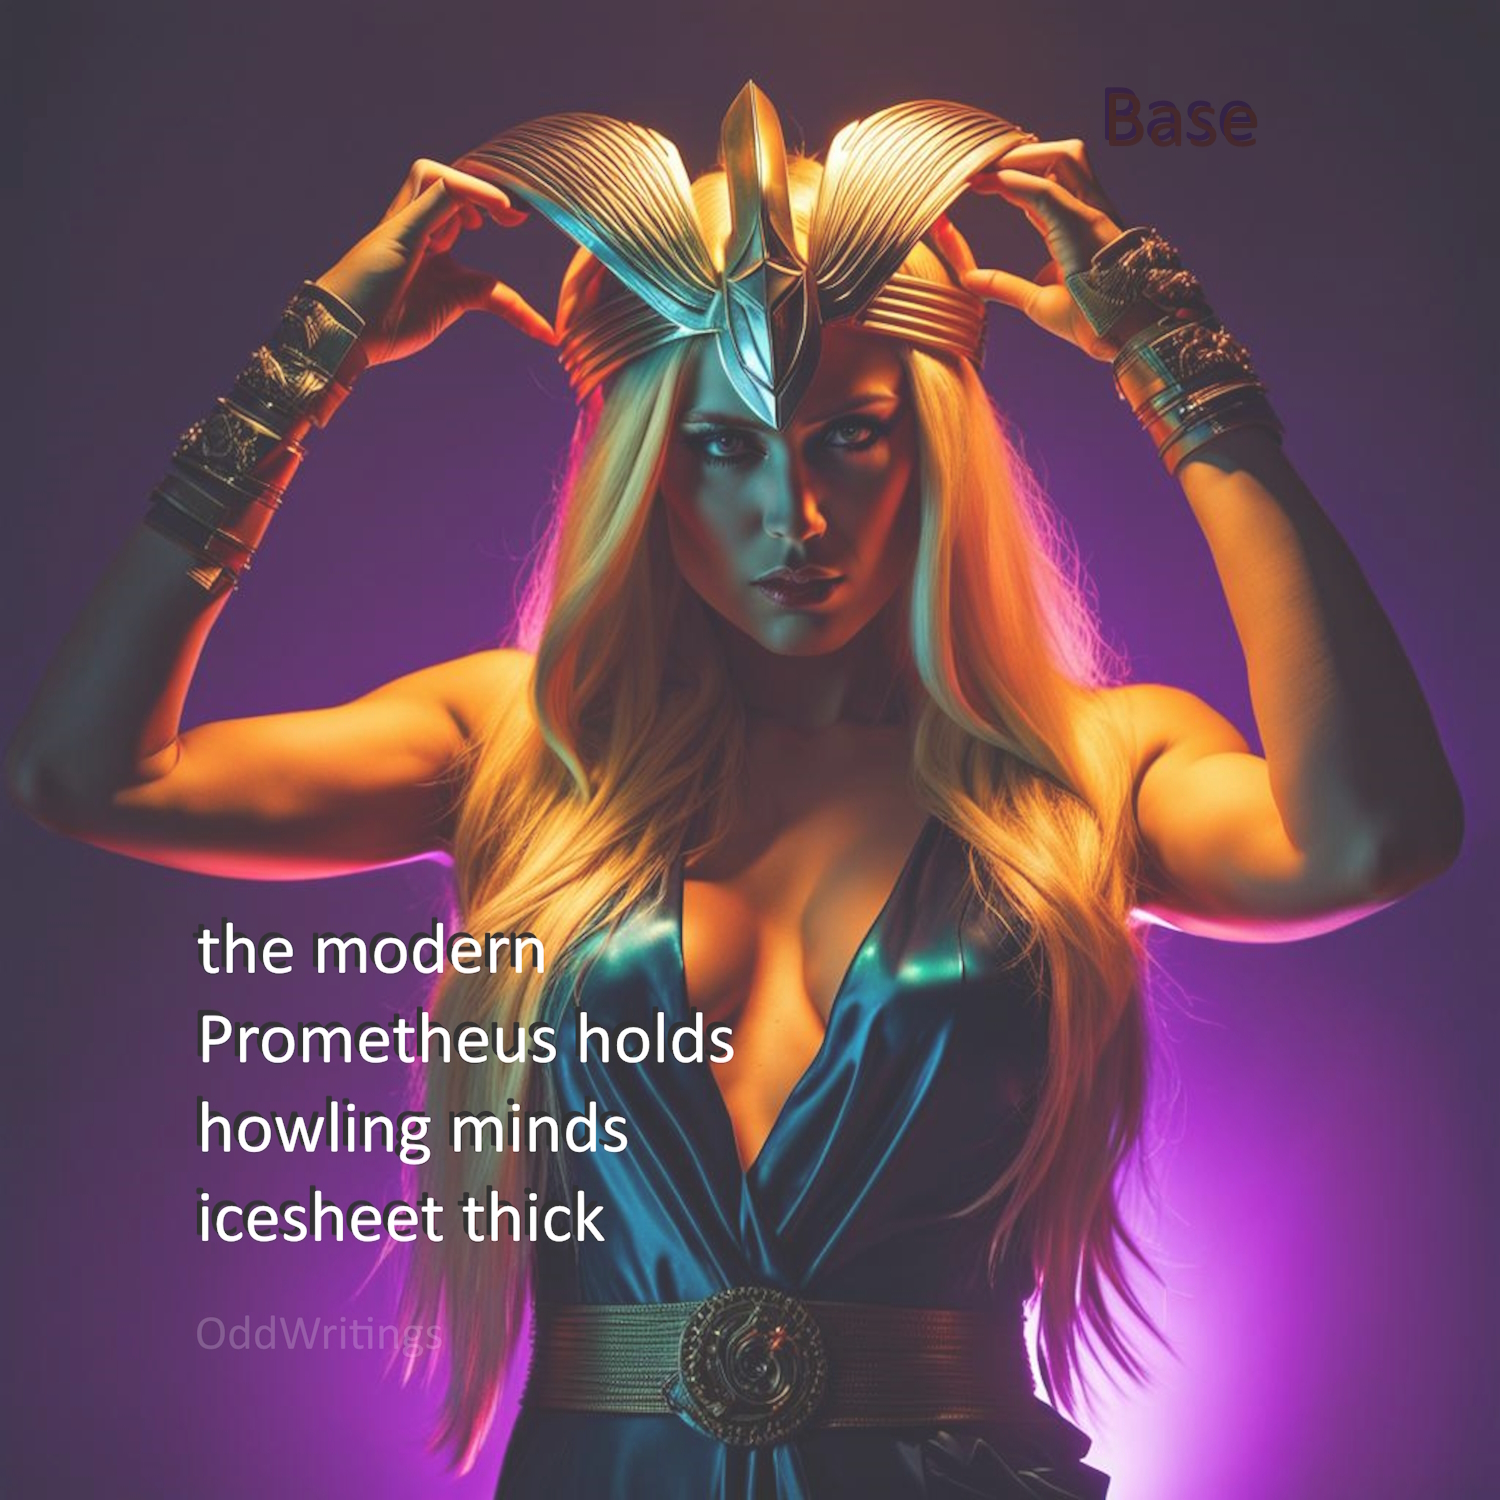 Base
the modern
Prometheus holds
howling minds
icesheet thick
OddWritings